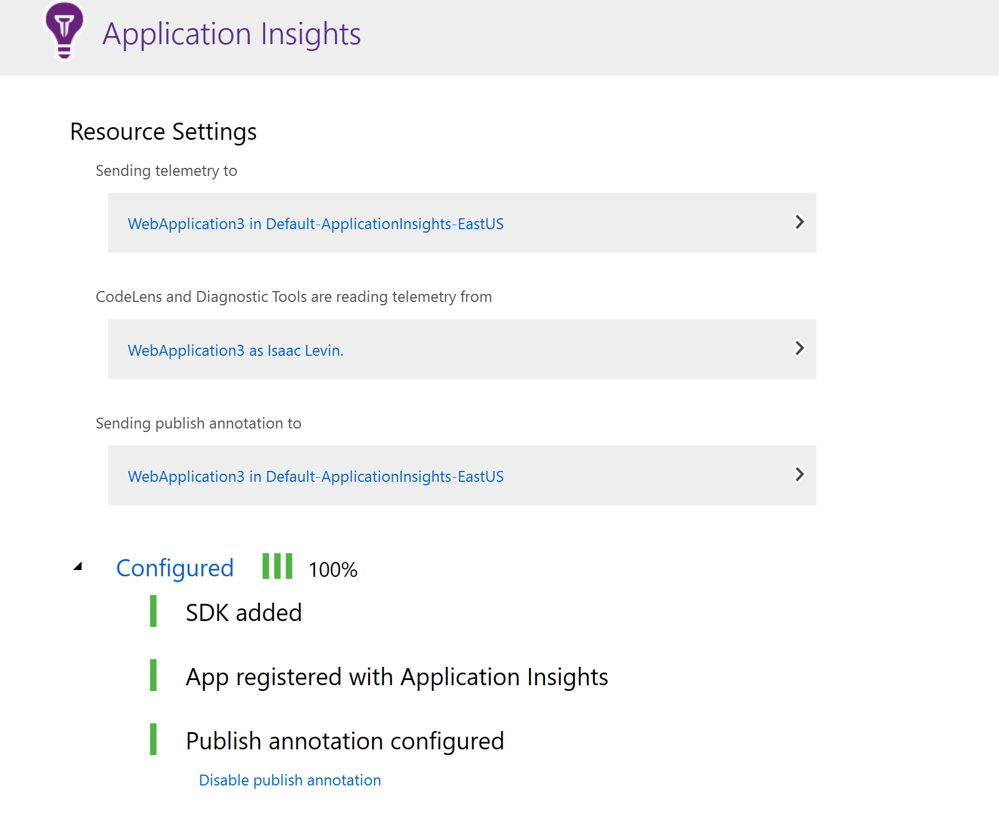 Application Insights
Resource Settings
Sending telemetry to
WebApplication3 in Default-ApplicationInsights-EastUS
CodeLens and Diagnostic Tools are reading telemetry from
WebApplication3 as Isaac Levin.
Sending publish annotation to
WebApplication3 in Default-ApplicationInsights-EastUS
Configured 100%
SDK added
App registered with Application Insights
Publish annotation configured
Disable publish annotation